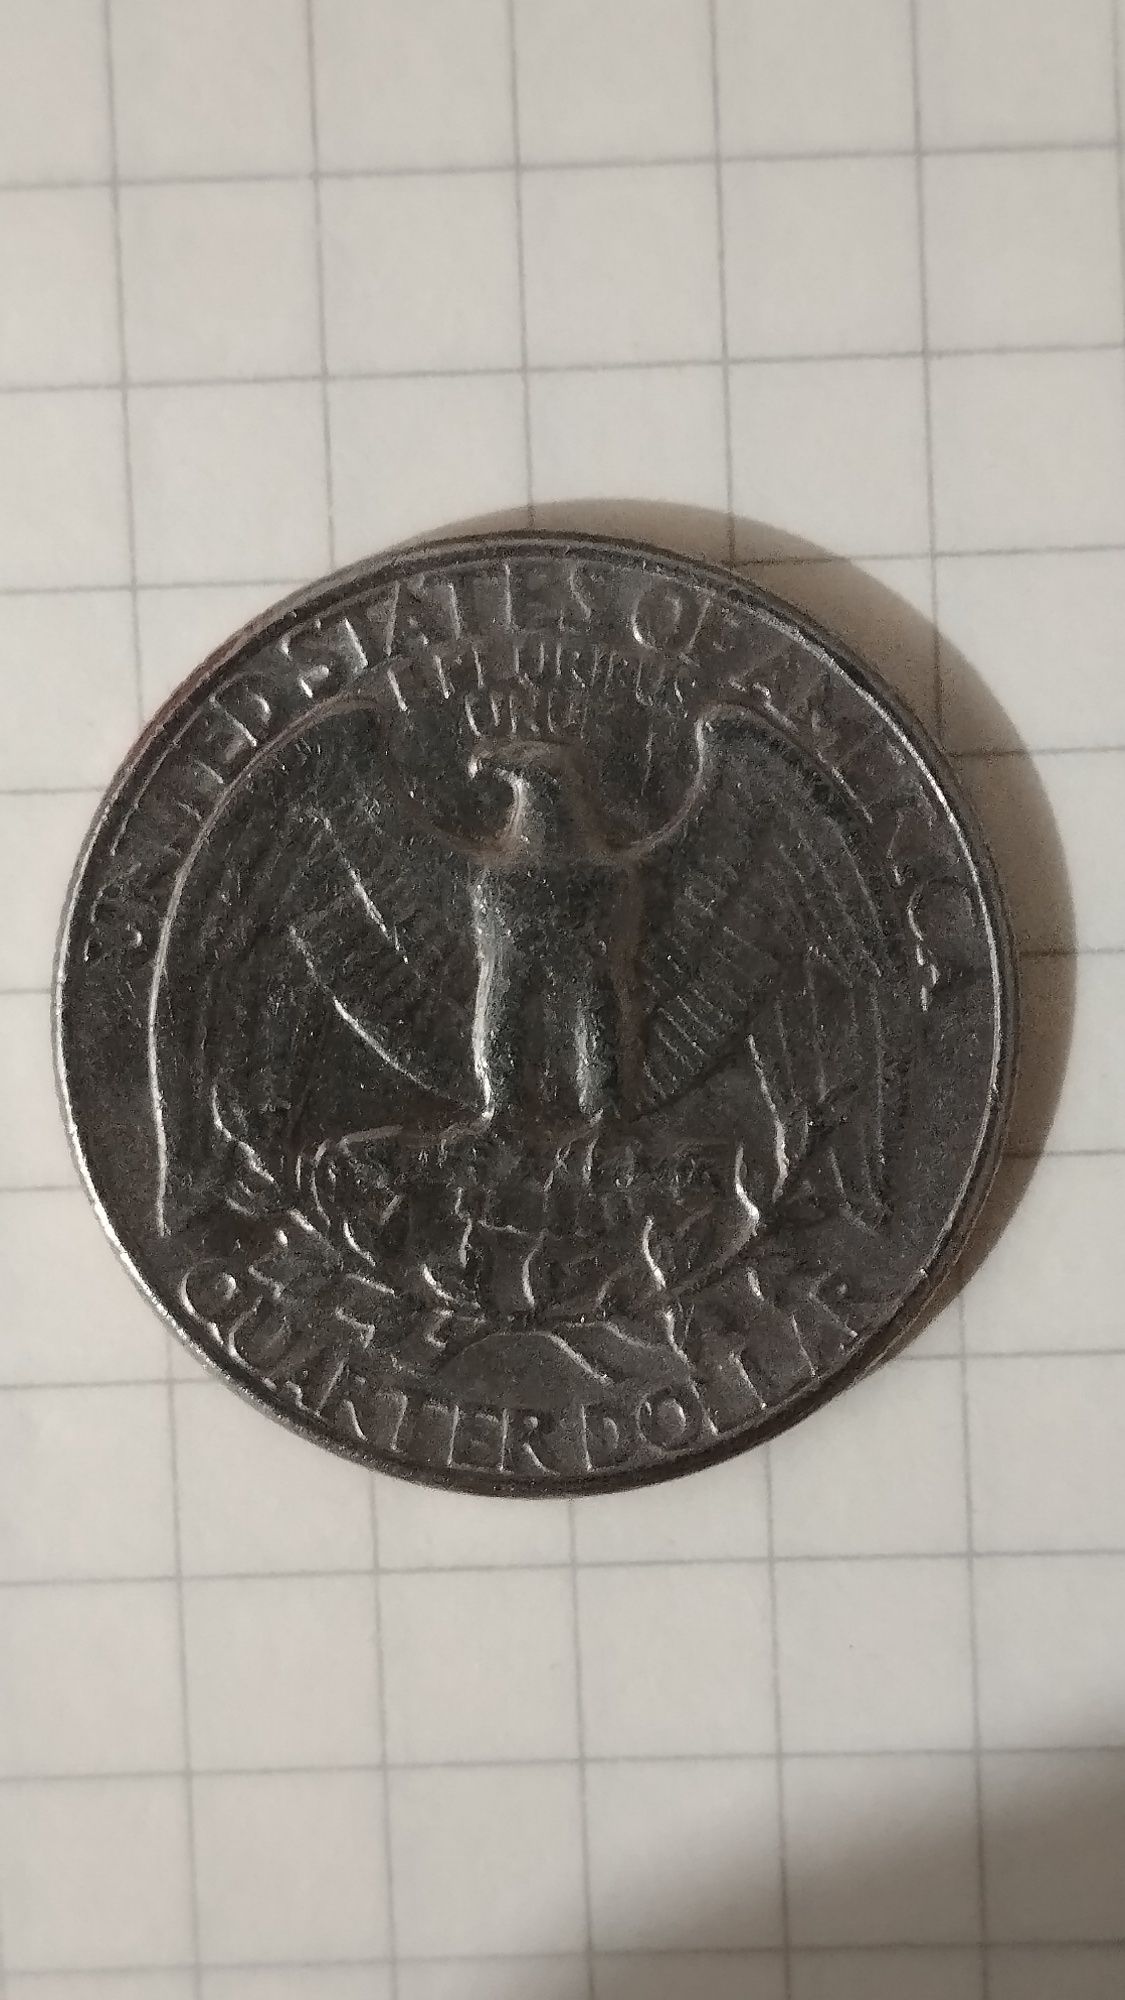 UNITED STATES OF AMERICA
E PLURIBUS
UNUM
QUARTER DOLLAR